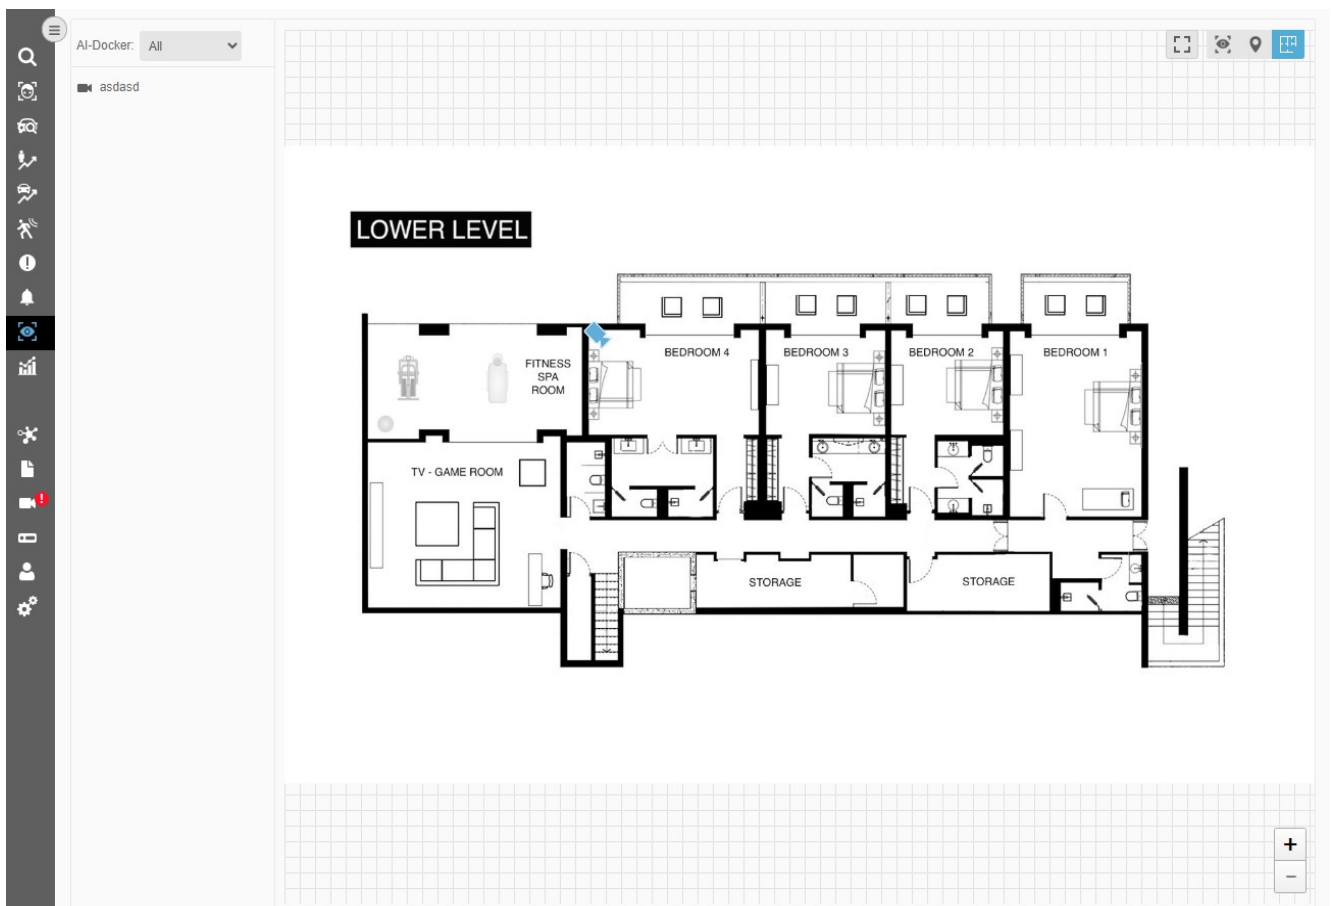 AI-Docker: All
asdasd
LOWER LEVEL
BEDROOM 4
BEDROOM 3
BEDROOM 2
BEDROOM 1
FITNESS
SPA
ROOM
TV - GAME ROOM
STORAGE
STORAGE